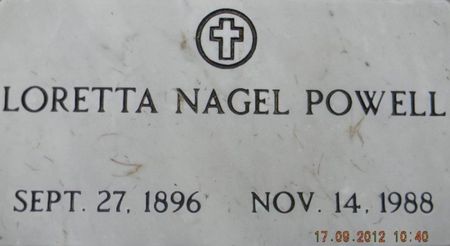 LORETTA NAGEL POWELL
SEPT. 27, 1896 NOV. 14, 1988
17.09.2012 10:40